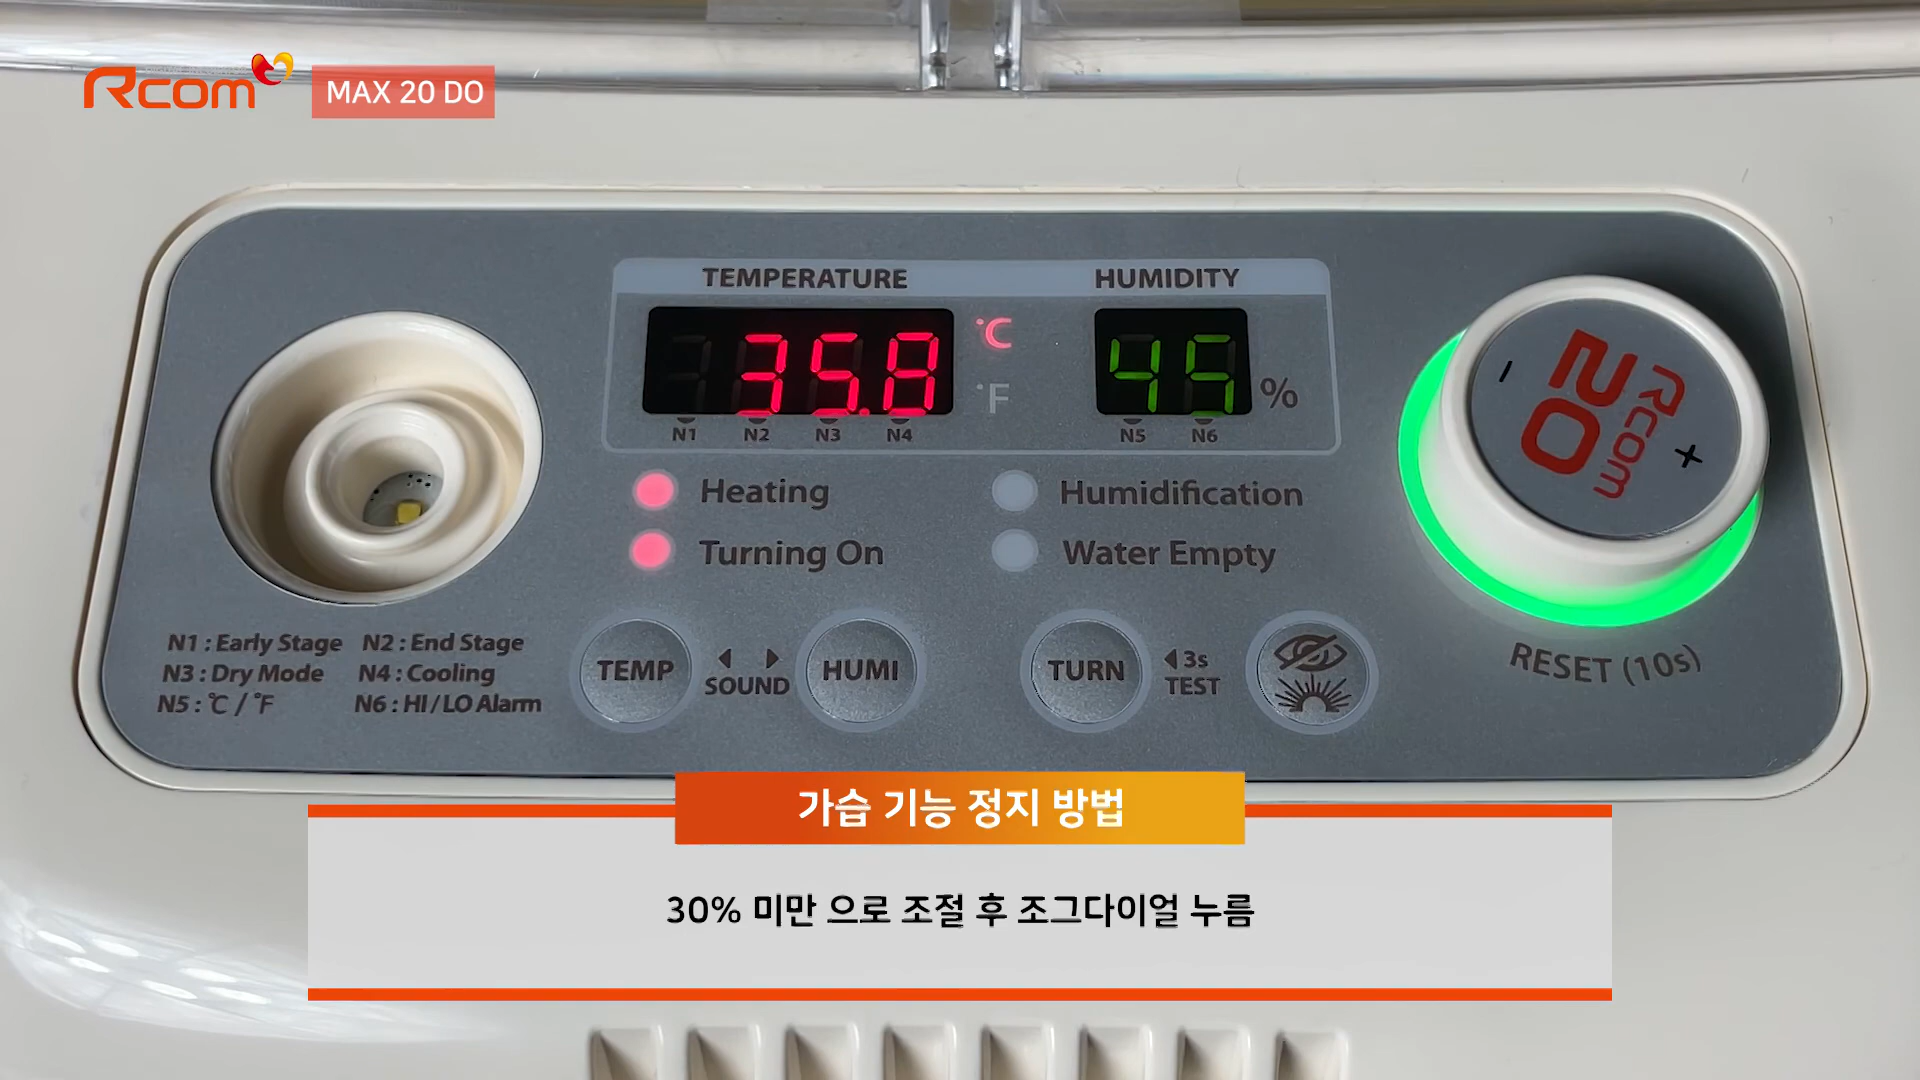 Rcom MAX 20 DO
TEMPERATURE HUMIDITY
35.8 °C 45
°F %
N1 N2 N3 N4 N5 N6
Heating Humidification
Turning On Water Empty
Rcom 20
- +
RESET (10s)
N1 : Early Stage N2 : End Stage
N3 : Dry Mode N4 : Cooling
N5 : °C / °F N6 : HI / LO Alarm
TEMP ◀ ▶ SOUND HUMI TURN ◀ 3s TEST
가습 기능 정지 방법
30% 미만 으로 조절 후 조그다이얼 누름